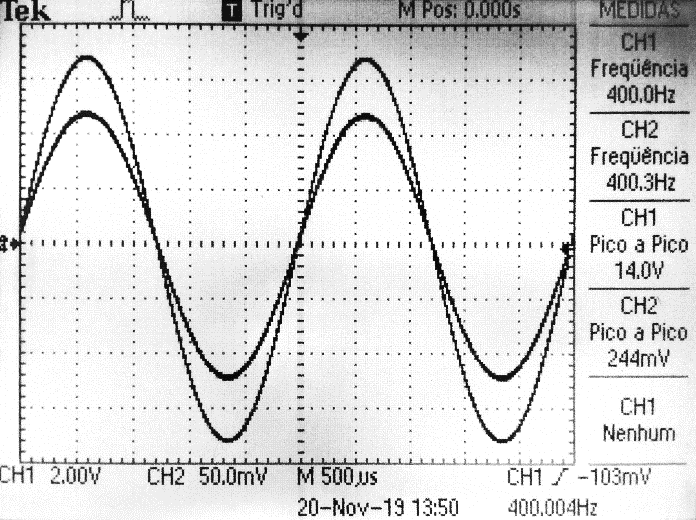 Tek
T Trig'd
M Pos: 0.000s
MEDIDAS
CH1
Freqüência
400.0Hz
CH2
Freqüência
400.3Hz
CH1
Pico a Pico
14.0V
CH2
Pico a Pico
244mV
CH1
Nenhum
CH1 2.00V CH2 50.0mV M 500µs CH1 -103mV
20-Nov-19 13:50 400.004Hz